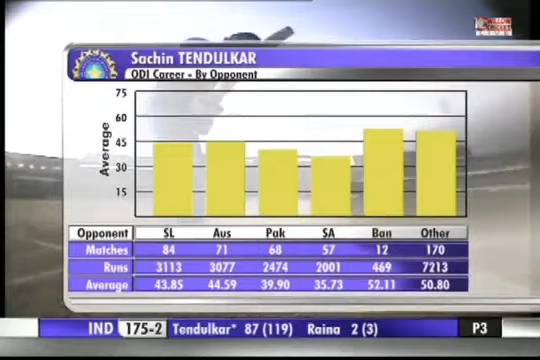 WILLOW
CRICKET
Sachin TENDULKAR
ODI Career - By Opponent
Average
75
60
45
30
15
Opponent SL Aus Pak SA Ban Other
Matches 84 71 68 57 12 170
Runs 3113 3077 2474 2001 469 7213
Average 43.85 44.59 39.90 35.73 52.11 50.80
IND 175-2 Tendulkar* 87 (119) Raina 2 (3) P3